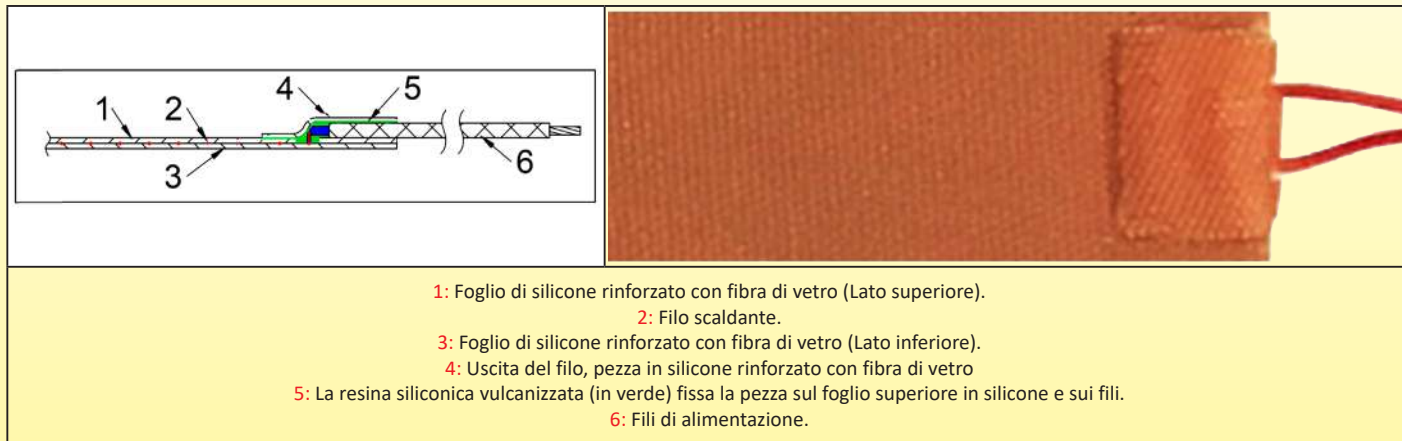 4
5
1
2
3
6
1: Foglio di silicone rinforzato con fibra di vetro (Lato superiore).
2: Filo scaldante.
3: Foglio di silicone rinforzato con fibra di vetro (Lato inferiore).
4: Uscita del filo, pezza in silicone rinforzato con fibra di vetro
5: La resina siliconica vulcanizzata (in verde) fissa la pezza sul foglio superiore in silicone e sui fili.
6: Fili di alimentazione.